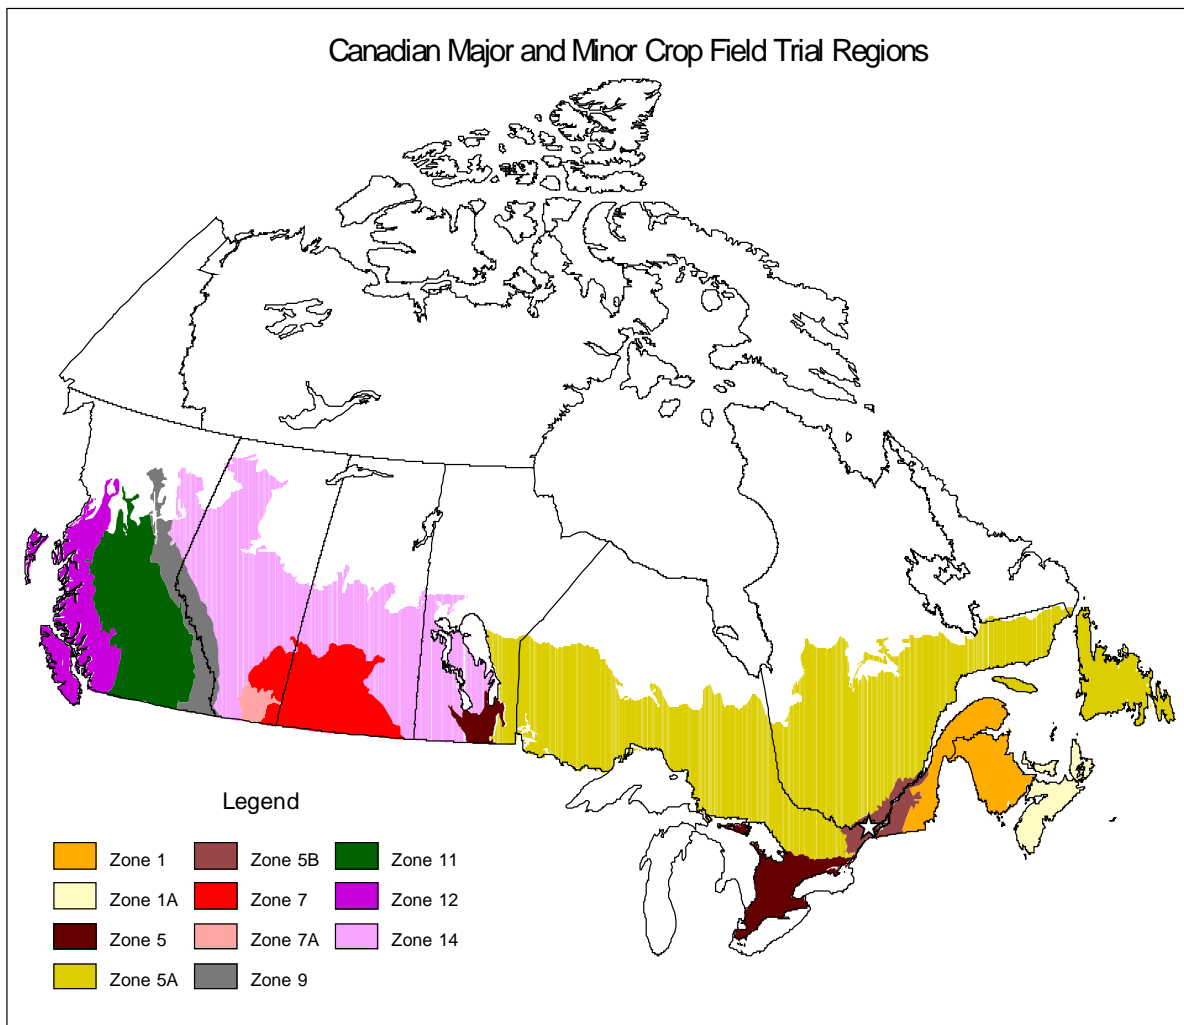 Canadian Major and Minor Crop Field Trial Regions
Legend
Zone 1
Zone 1A
Zone 5
Zone 5A
Zone 5B
Zone 7
Zone 7A
Zone 9
Zone 11
Zone 12
Zone 14